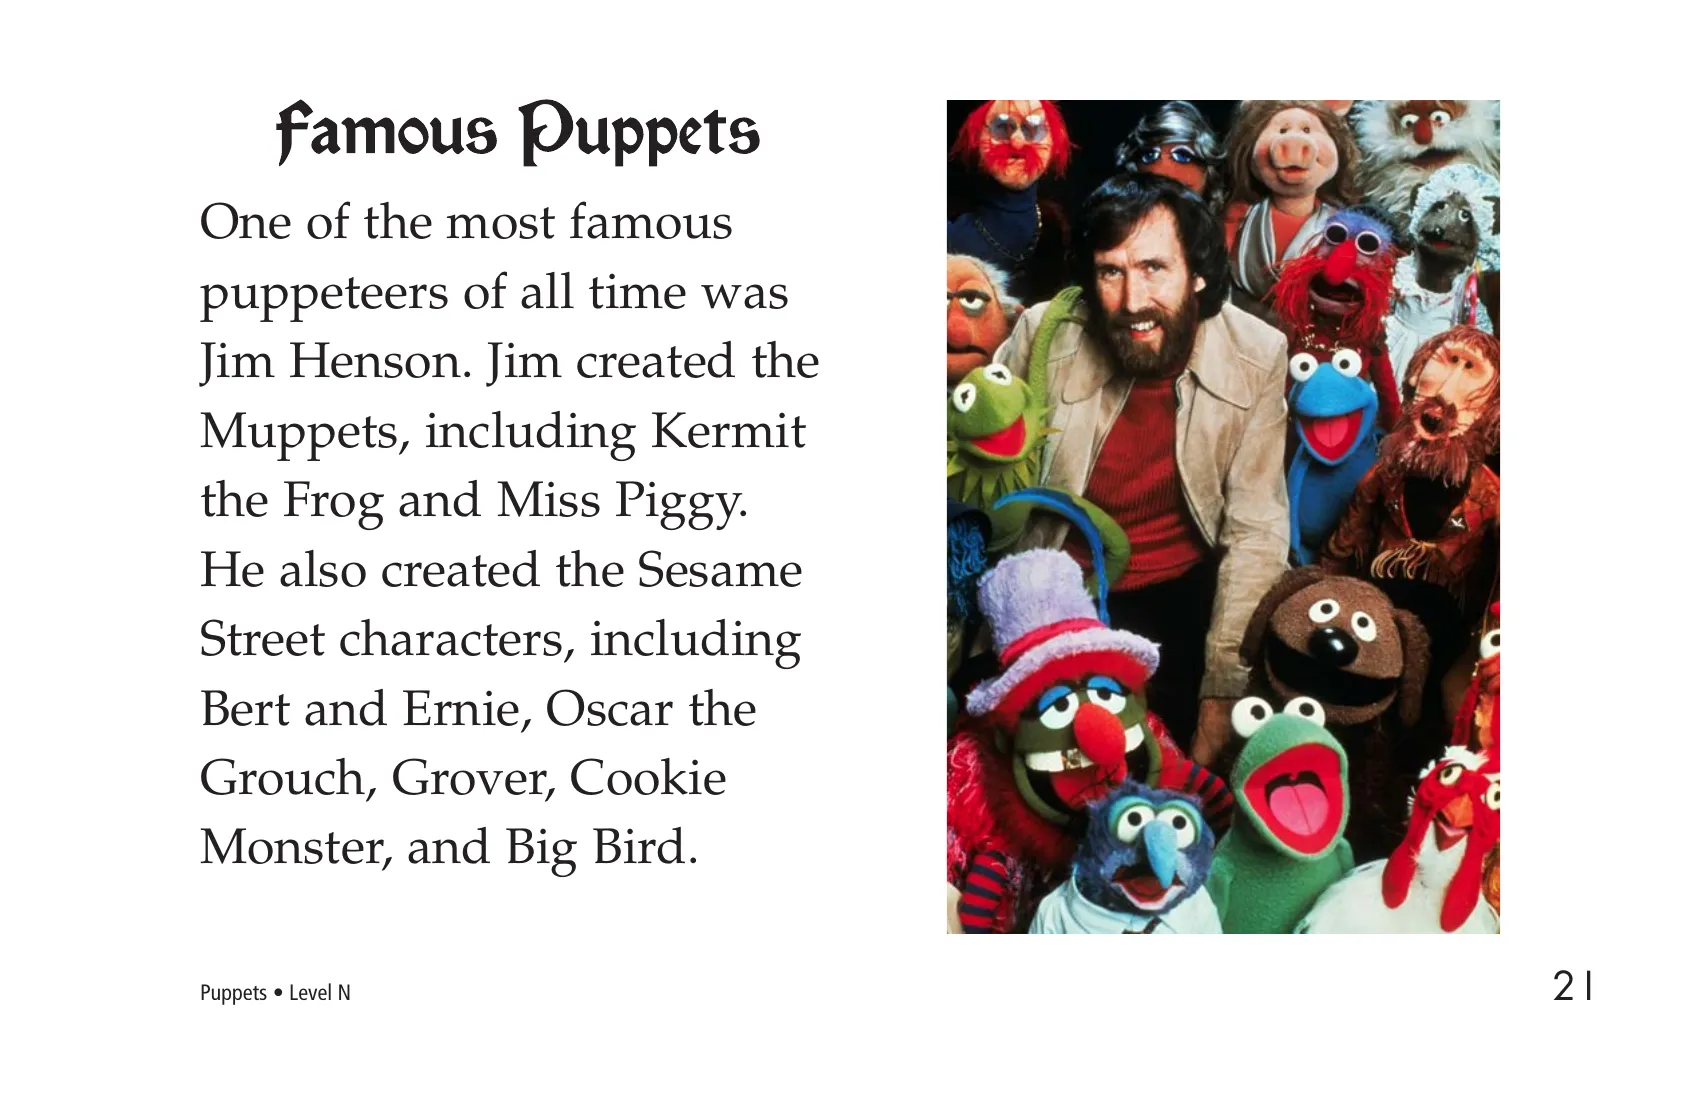 Famous Puppets
One of the most famous
puppeteers of all time was
Jim Henson. Jim created the
Muppets, including Kermit
the Frog and Miss Piggy.
He also created the Sesame
Street characters, including
Bert and Ernie, Oscar the
Grouch, Grover, Cookie
Monster, and Big Bird.
Puppets • Level N
21